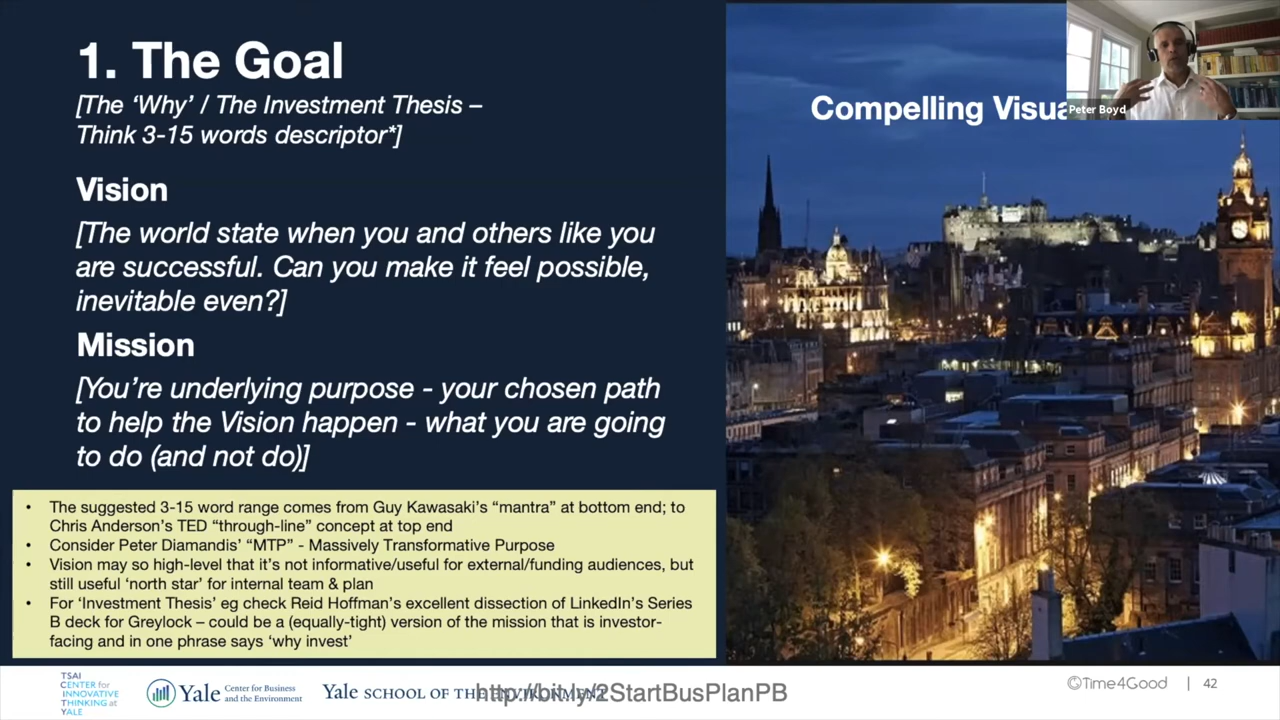 1. The Goal
[The ‘Why’ / The Investment Thesis –
Think 3-15 words descriptor*]
Vision
[The world state when you and others like you
are successful. Can you make it feel possible,
inevitable even?]
Mission
[You’re underlying purpose - your chosen path
to help the Vision happen - what you are going
to do (and not do)]
• The suggested 3-15 word range comes from Guy Kawasaki’s “mantra” at bottom end; to
Chris Anderson’s TED “through-line” concept at top end
• Consider Peter Diamandis’ “MTP” - Massively Transformative Purpose
• Vision may so high-level that it’s not informative/useful for external/funding audiences, but
still useful ‘north star’ for internal team & plan
• For ‘Investment Thesis’ eg check Reid Hoffman’s excellent dissection of LinkedIn’s Series
B deck for Greylock – could be a (equally-tight) version of the mission that is investor-
facing and in one phrase says ‘why invest’
Compelling Visua
Peter Boyd
TSAI
CENTER for
INNOVATIVE
THINKING at
YALE
Yale Center for Business
and the Environment
Yale SCHOOL OF THE ENVIRONMENT
http://bit.ly/2StartBusPlanPB
©Time4Good | 42